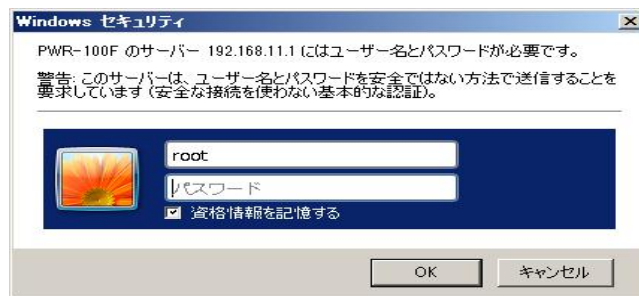 Windows セキュリティ
PWR-100F のサーバー 192.168.11.1 にはユーザー名とパスワードが必要です。
警告: このサーバーは、ユーザー名とパスワードを安全ではない方法で送信することを
要求しています (安全な接続を使わない基本的な認証)。
root
パスワード
資格情報を記憶する
OK
キャンセル